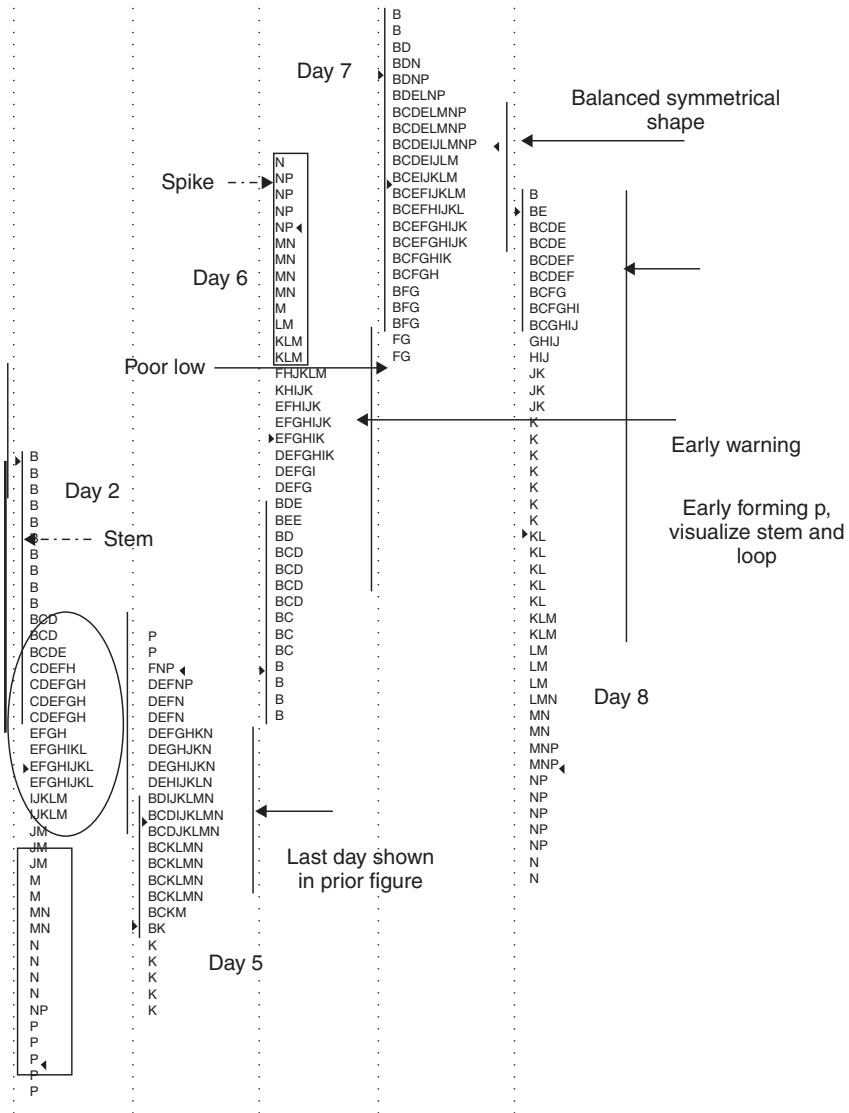 B
B
BD
BDN
BDNP
BDELNP
BCDELMNP
BCDELMNP
BCDEIJLMNP
BCDEIJLM
BCEIJKLM
BCEFIJKLM
BCEFHIJKL
BCEFGHIJK
BCEFGHIJK
BCFGHIK
BCFGH
BFG
BFG
BFG
FG
FG
Day 7
Balanced symmetrical
shape
Spike
N
NP
NP
NP
NP
MN
MN
MN
MN
M
LM
KLM
KLM
FHJKLM
KHIJK
EFHIJK
EFGHIJK
EFGHIK
DEFGHIK
DEFGI
DEFG
BDE
BEE
BD
BCD
BCD
BCD
BCD
BC
BC
BC
B
B
B
B
Day 6
Poor low
B
BE
BCDE
BCDE
BCDEF
BCDEF
BCFG
BCFGHI
BCGHIJ
GHIJ
HIJ
JK
JK
JK
K
K
K
K
K
K
K
KL
KL
KL
KL
KL
KLM
KLM
LM
LM
LM
LMN
MN
MN
MNP
MNP
NP
NP
NP
NP
NP
N
N
Early warning
Early forming p,
visualize stem and
loop
Day 8
Day 2
Stem
B
B
B
B
B
B
B
B
B
B
BCD
BCD
BCDE
CDEFH
CDEFGH
CDEFGH
CDEFGH
EFGH
EFGHIKL
EFGHIJKL
EFGHIJKL
IJKLM
IJKLM
JM
JM
JM
M
M
MN
MN
N
N
N
N
NP
P
P
P
P
P
P
P
FNP
DEFNP
DEFN
DEFN
DEFGHKN
DEGHJKN
DEGHIJKN
DEHIJKLN
BDIJKLMN
BCDIJKLMN
BCDJKLMN
BCKLMN
BCKLMN
BCKLMN
BCKLMN
BCKM
BK
K
K
K
K
K
Day 5
Last day shown
in prior figure